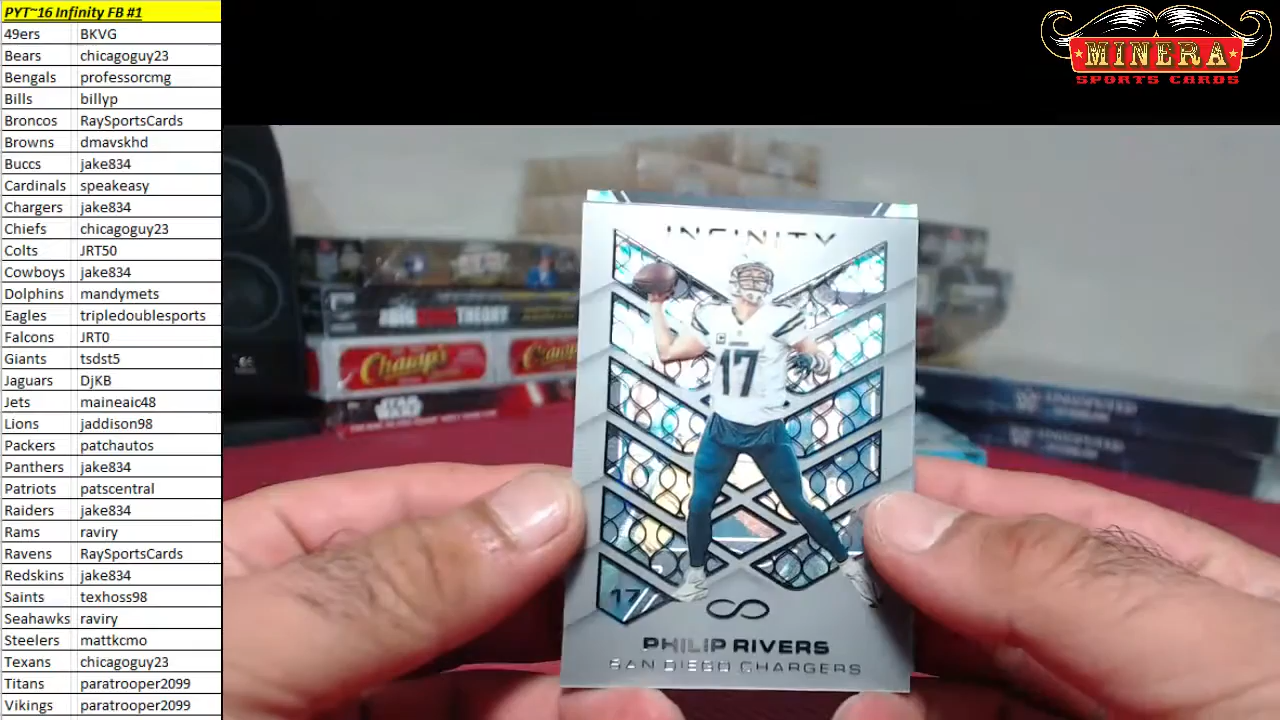 PYT~16 Infinity FB #1
49ers BKVG
Bears chicagoguy23
Bengals professorcmg
Bills billyp
Broncos RaySportsCards
Browns dmavskhd
Buccs jake834
Cardinals speakeasy
Chargers jake834
Chiefs chicagoguy23
Colts JRT50
Cowboys jake834
Dolphins mandymets
Eagles tripledoublesports
Falcons JRT0
Giants tsdst5
Jaguars DjKB
Jets maineaic48
Lions jaddison98
Packers patchautos
Panthers jake834
Patriots patscentral
Raiders jake834
Rams raviry
Ravens RaySportsCards
Redskins jake834
Saints texhoss98
Seahawks raviry
Steelers mattkcmo
Texans chicagoguy23
Titans paratrooper2099
Vikings paratrooper2099
MINERA
SPORTS CARDS
INFINITY
17
17
PHILIP RIVERS
SAN DIEGO CHARGERS
THEORY
Champ's
STAR WARS